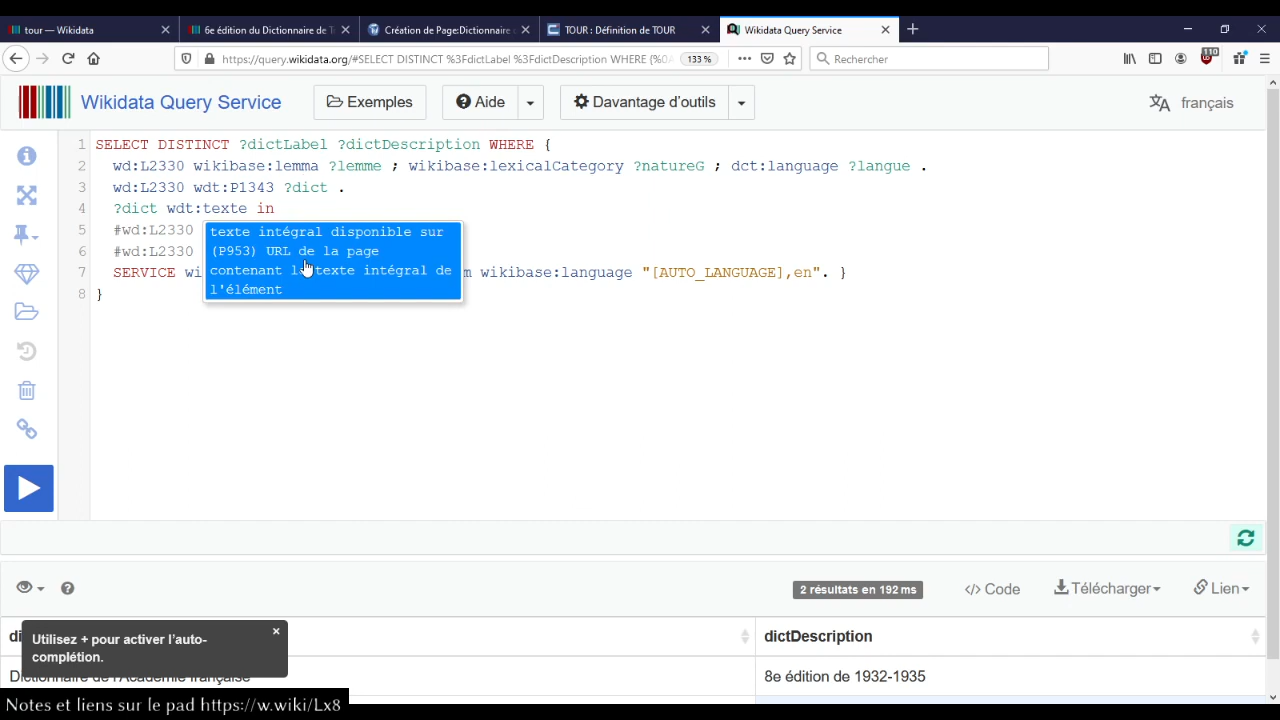 tour — Wikidata
6e édition du Dictionnaire de
Création de Page:Dictionnaire
TOUR : Définition de TOUR
Wikidata Query Service
https://query.wikidata.org/#SELECT DISTINCT %3FdictLabel %3FdictDescription WHERE {%0A
133 %
Rechercher
110
Wikidata Query Service
Exemples
Aide
Davantage d'outils
français
1 SELECT DISTINCT ?dictLabel ?dictDescription WHERE {
2 wd:L2330 wikibase:lemma ?lemme ; wikibase:lexicalCategory ?natureG ; dct:language ?langue .
3 wd:L2330 wdt:P1343 ?dict .
4 ?dict wdt:texte in
5 #wd:L2330
6 #wd:L2330
7 SERVICE wi m wikibase:language "[AUTO_LANGUAGE],en". }
8 }
texte intégral disponible sur
(P953) URL de la page
contenant le texte intégral de
l'élément
2 résultats en 192 ms
</> Code
Télécharger
Lien
di
dictDescription
Utilisez + pour activer l'auto-
complétion.
Dictionnaire de l'Académie française
8e édition de 1932-1935
Notes et liens sur le pad https://w.wiki/Lx8